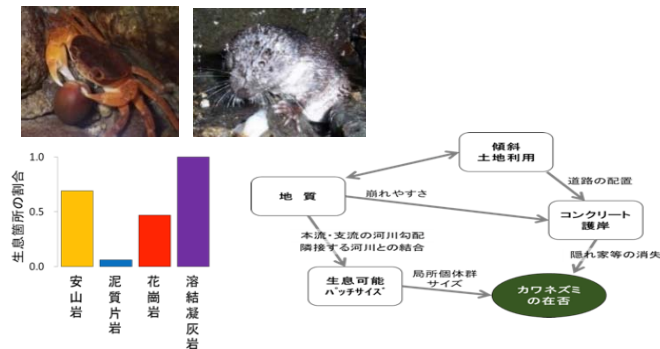 生息箇所の割合
1.0
0.5
0.0
安山岩
泥質片岩
花崗岩
溶結凝灰岩
傾斜
土地利用
道路の配置
地 質
崩れやすさ
コンクリート
護岸
本流・支流の河川勾配
隣接する河川との結合
隠れ家等の消失
生息可能
パッチサイズ
局所個体群
サイズ
カワネズミ
の在否